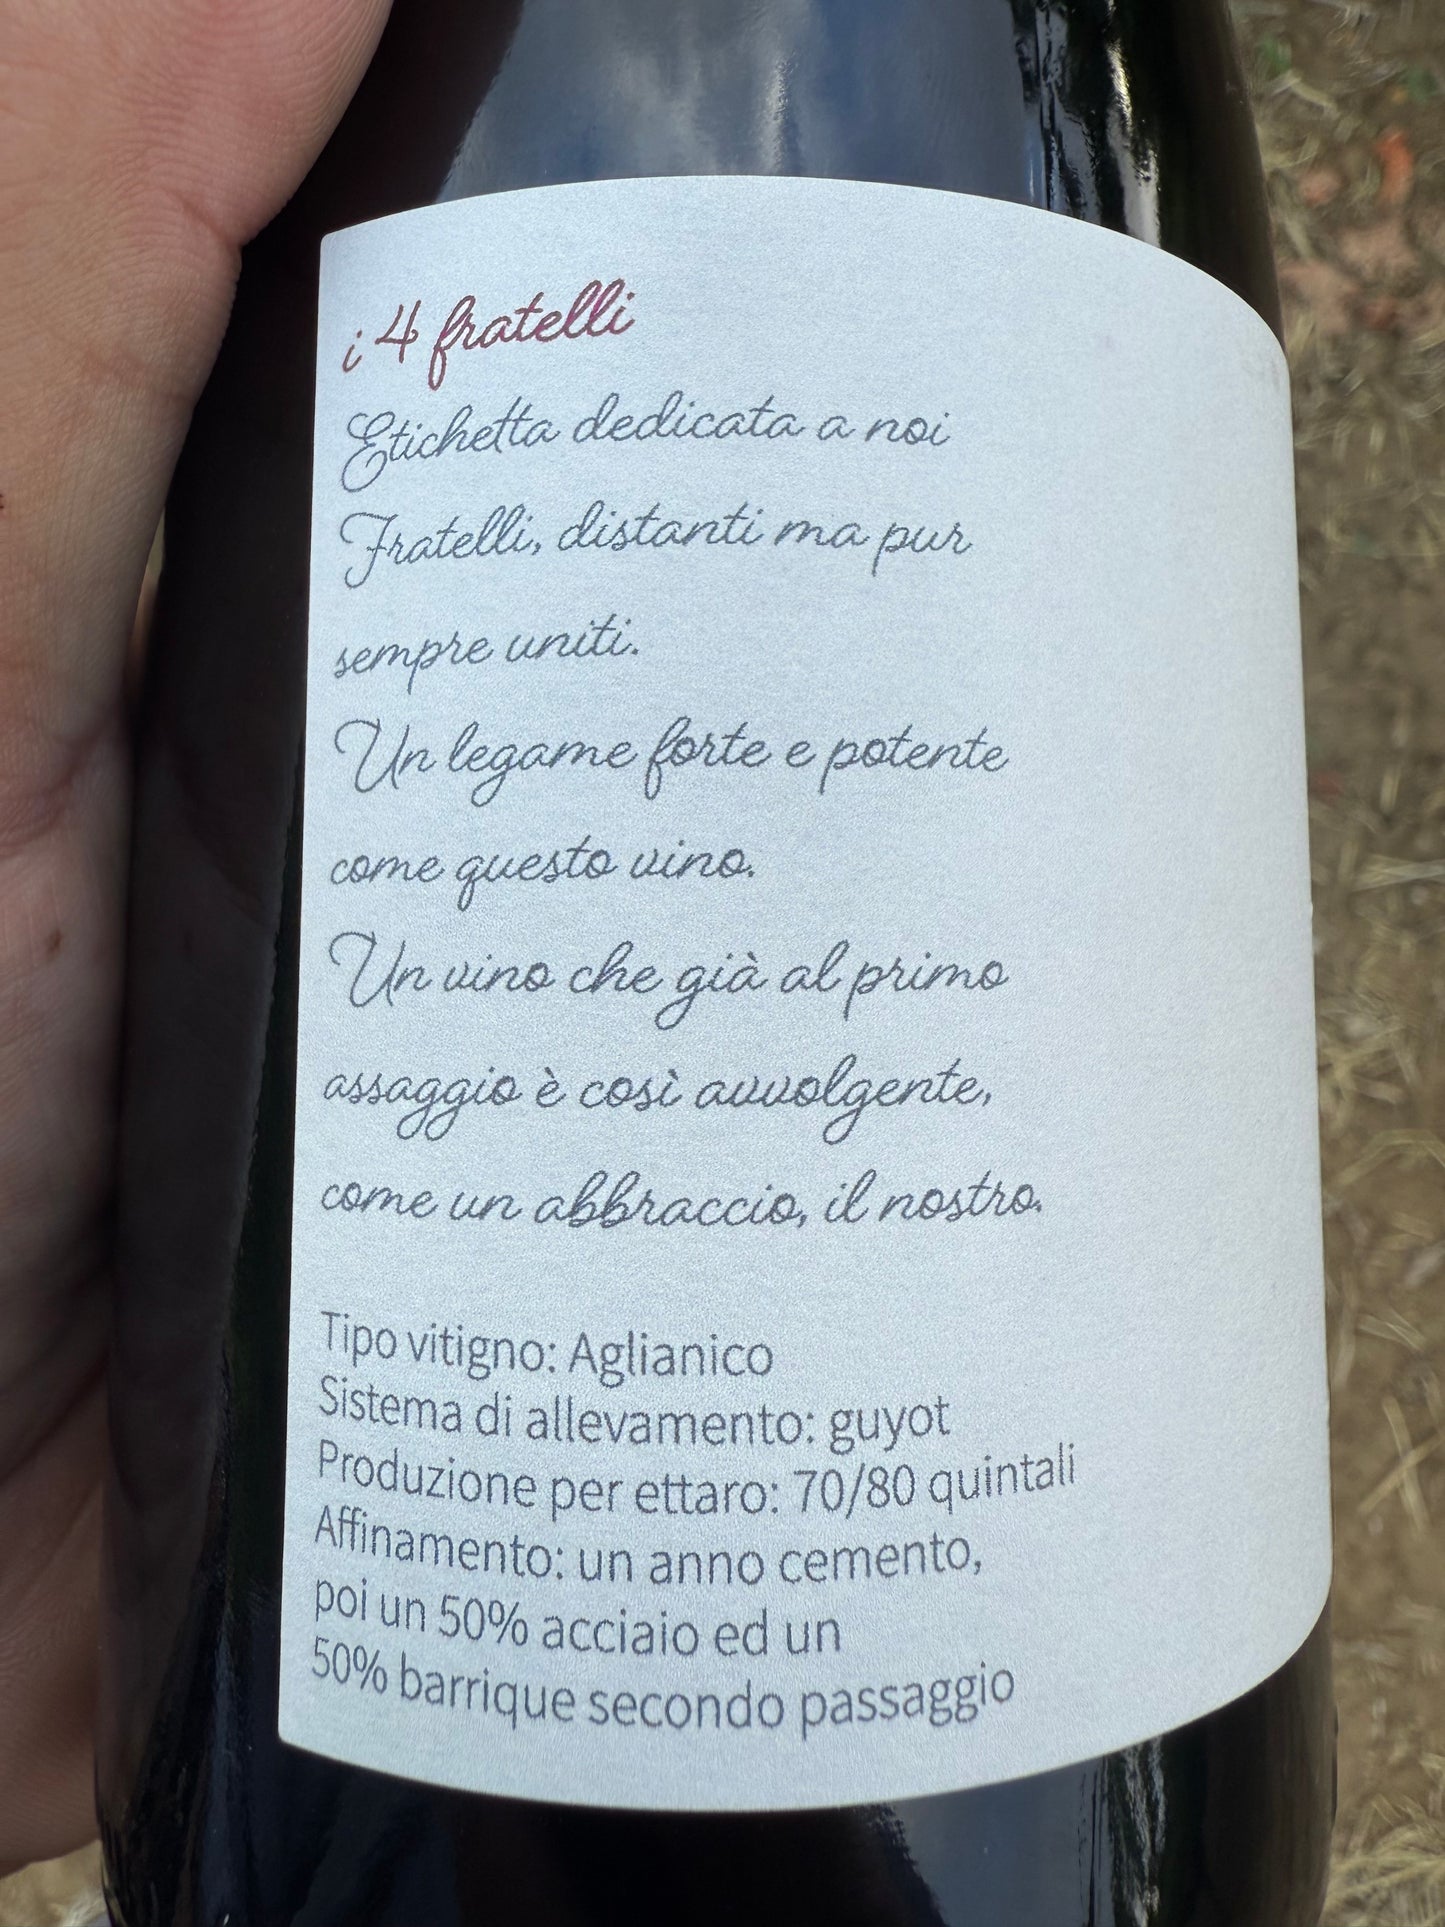 i 4 fratelli
Etichetta dedicata a noi
Fratelli, distanti ma pur
sempre uniti.
Un legame forte e potente
come questo vino.
Un vino che già al primo
assaggio è così avvolgente,
come un abbraccio, il nostro.
Tipo vitigno: Aglianico
Sistema di allevamento: guyot
Produzione per ettaro: 70/80 quintali
Affinamento: un anno cemento,
poi un 50% acciaio ed un
50% barrique secondo passaggio